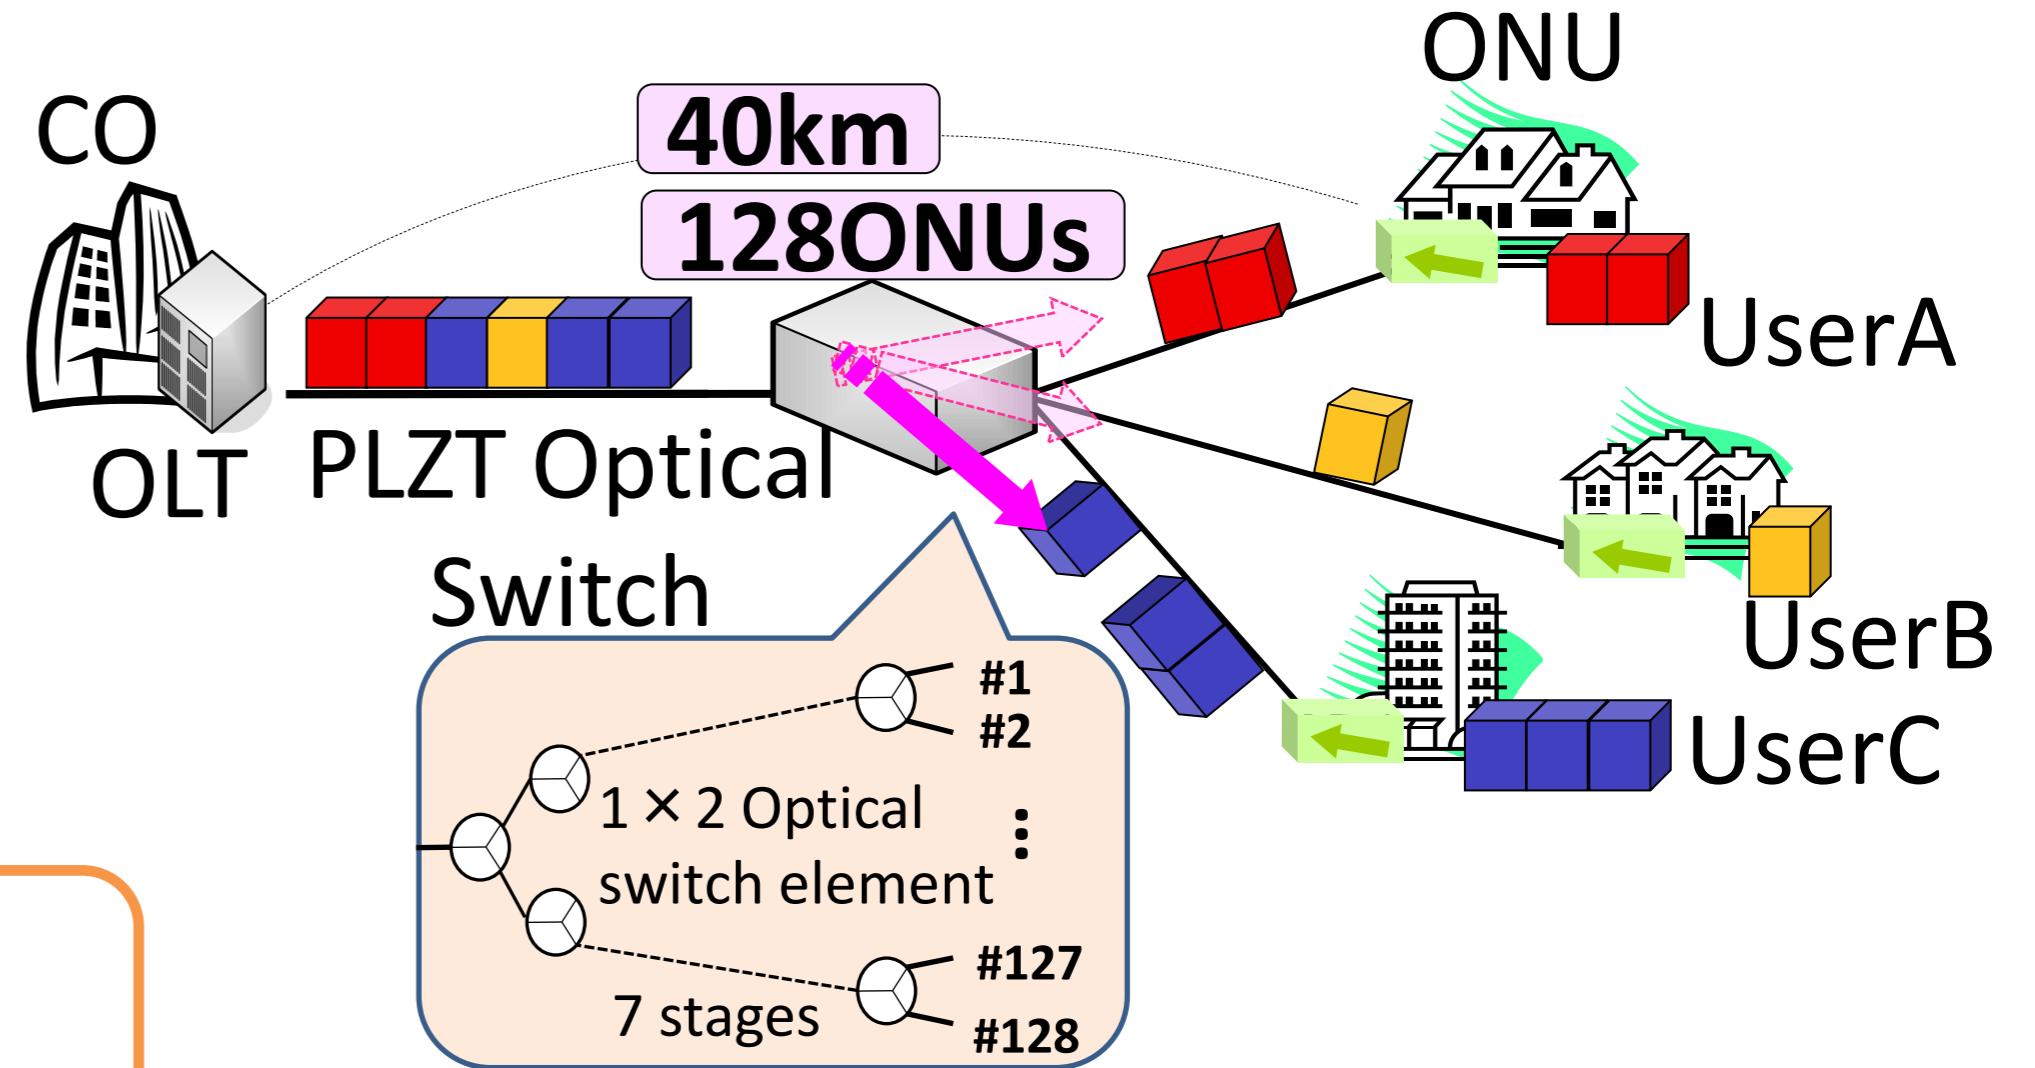 ONU
CO
40km
128ONUs
UserA
OLT
PLZT Optical
Switch
UserB
UserC
#1
#2
1 × 2 Optical
switch element
⋮
#127
7 stages
#128